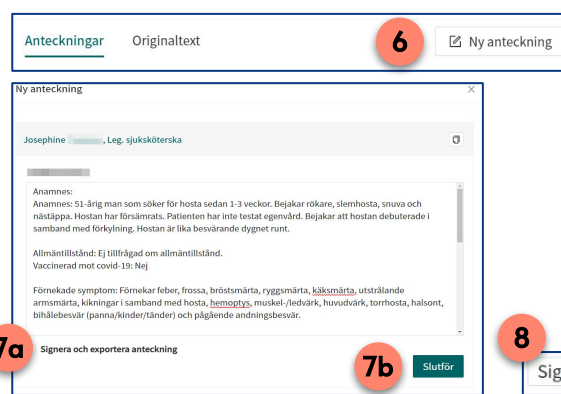 Anteckningar Originaltext 6 Ny anteckning
Ny anteckning
Josephine , Leg. sjuksköterska
Anamnes:
Anamnes: 51-årig man som söker för hosta sedan 1-3 veckor. Bejakar rökare, slemhosta, snuva och
nästäppa. Hostan har försämrats. Patienten har inte testat egenvård. Bejakar att hostan debuterade i
samband med förkylning. Hostan är lika besvärande dygnet runt.
Allmäntillstånd: Ej tillfrågad om allmäntillstånd.
Vaccinerad mot covid-19: Nej
Förnekade symptom: Förnekar feber, frossa, bröstsmärta, ryggsmärta, käksmärta, utstrålande
armsmärta, kikningar i samband med hosta, hemoptys, muskel-/ledvärk, huvudvärk, torrhosta, halsont,
bihålebesvär (panna/kinder/tänder) och pågående andningsbesvär.
7a Signera och exportera anteckning
7b Slutför
8
Sig